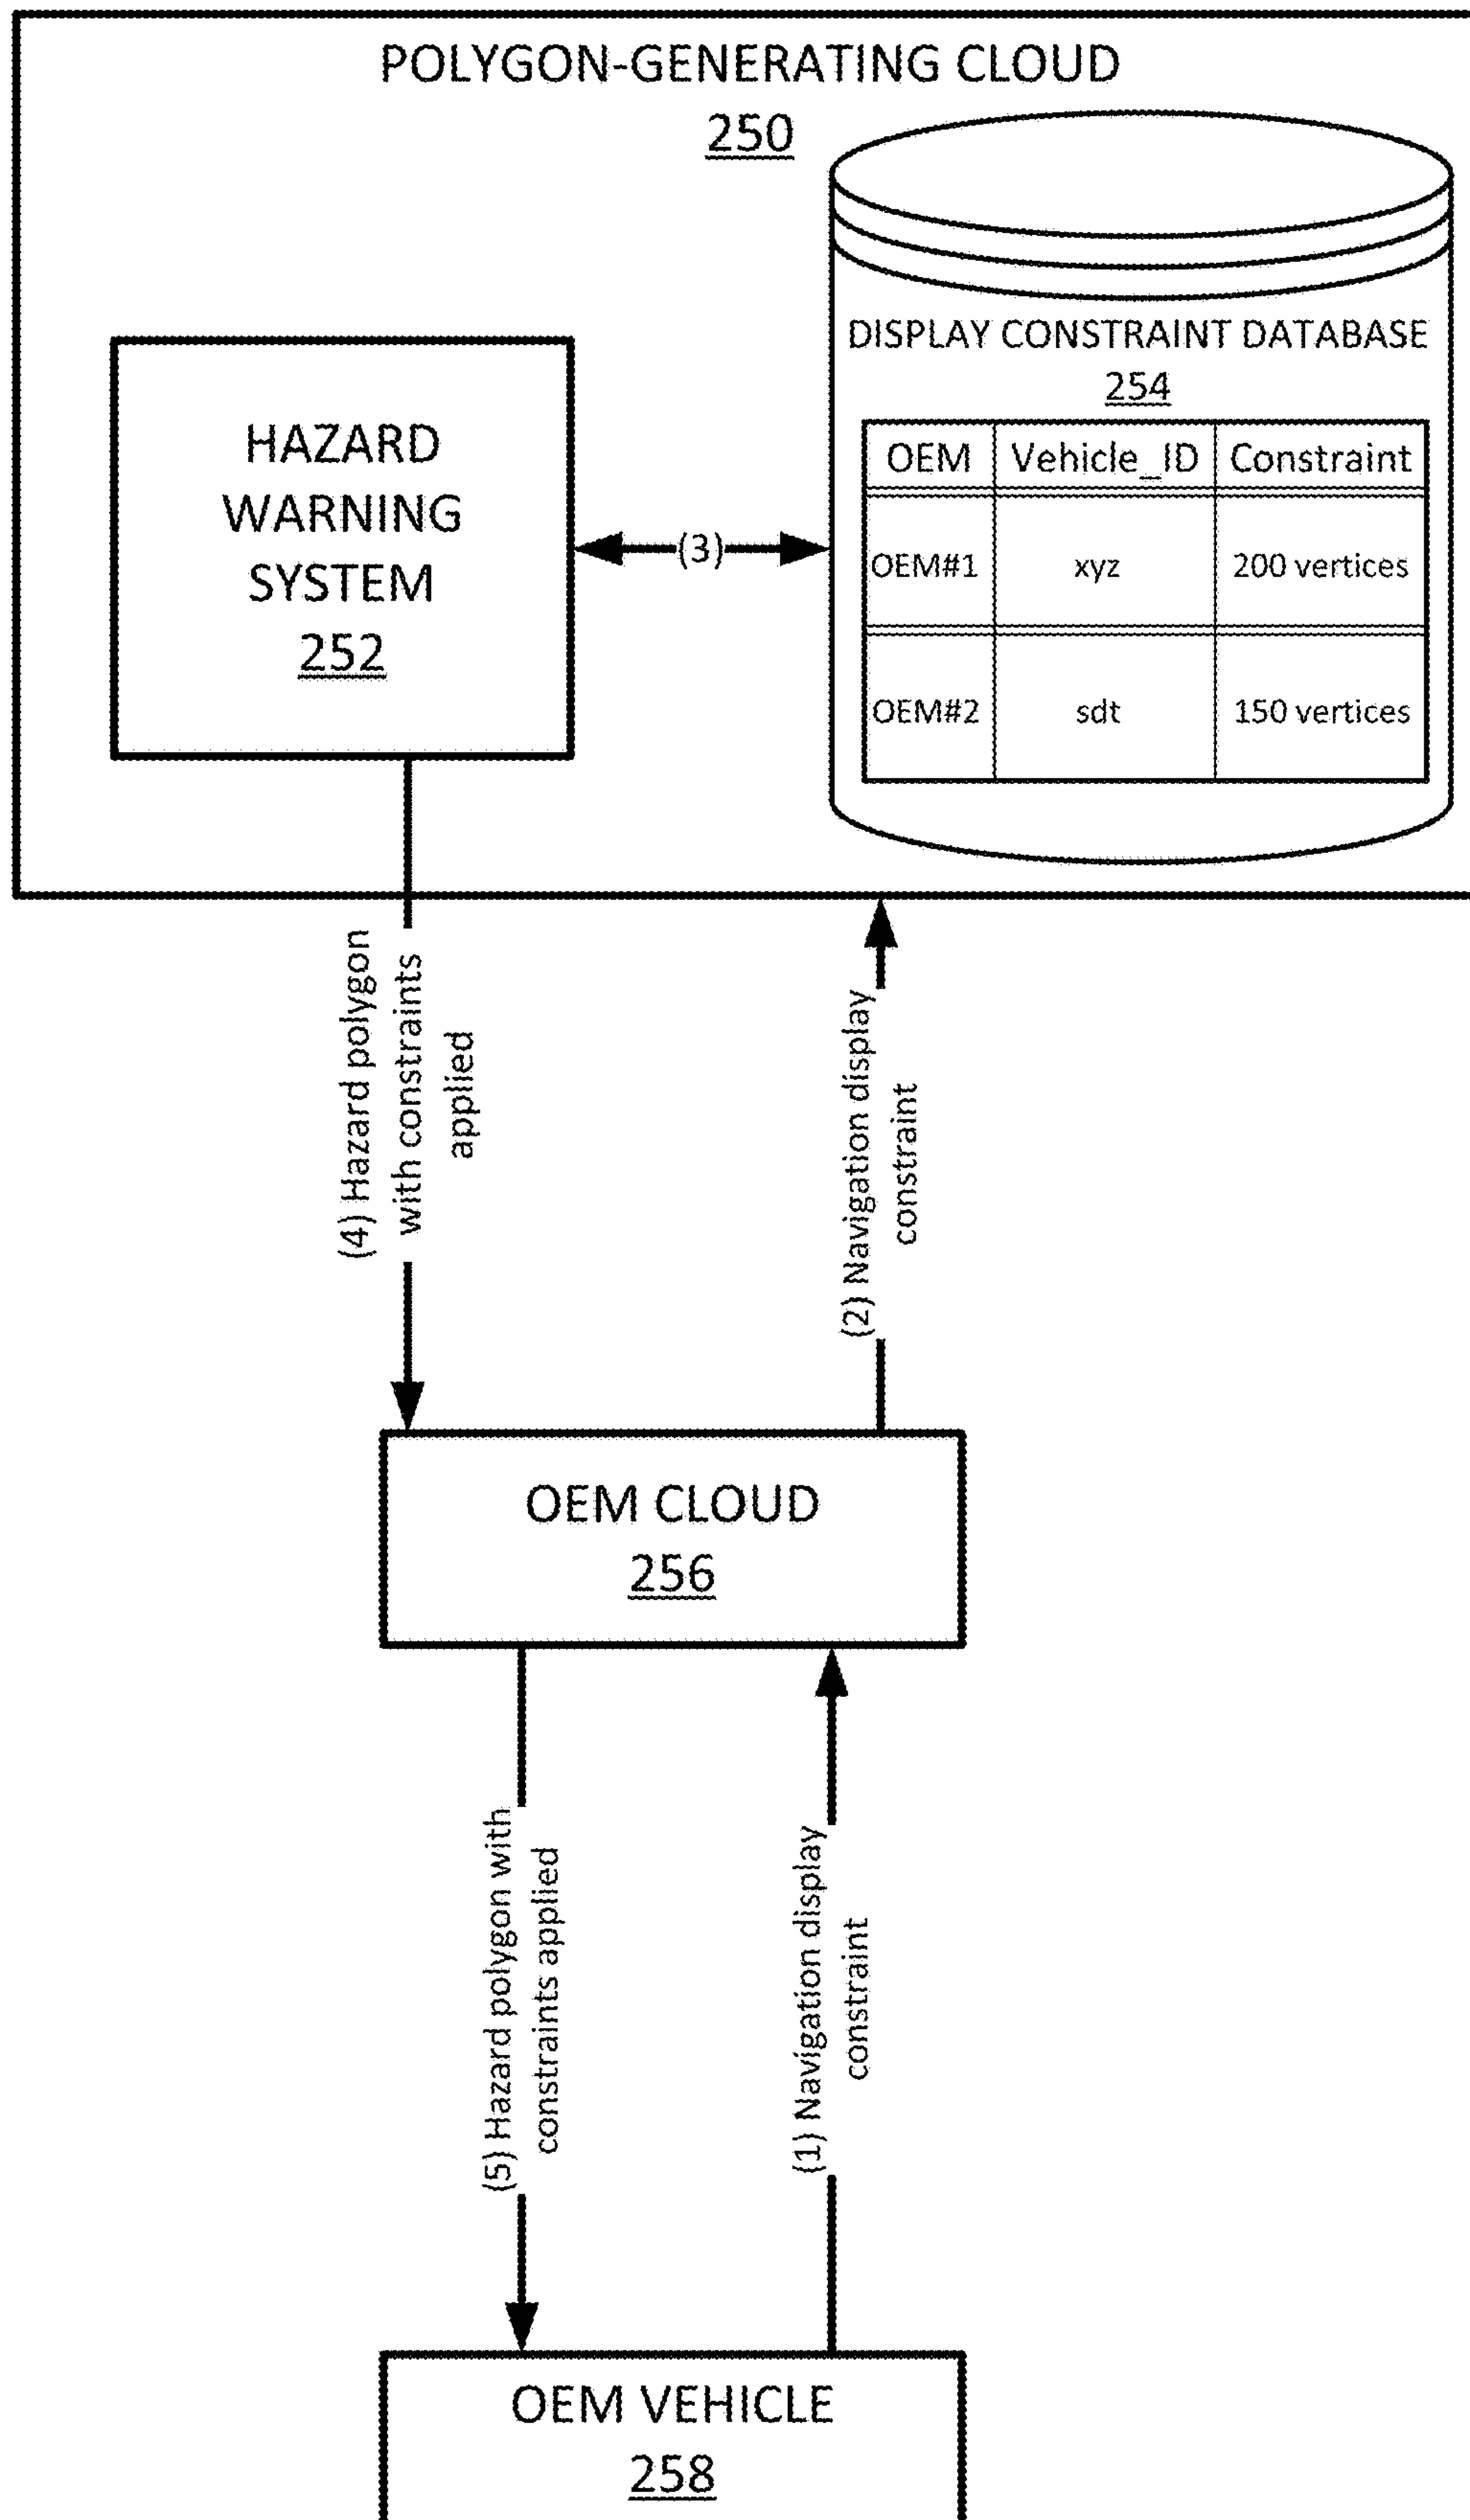 POLYGON-GENERATING CLOUD
250
HAZARD
WARNING
SYSTEM
252
(3)
DISPLAY CONSTRAINT DATABASE
254
OEM Vehicle_ID Constraint
OEM#1 xyz 200 vertices
OEM#2 sdt 150 vertices
(4) Hazard polygon
with constraints
applied
(2) Navigation display
constraint
OEM CLOUD
256
(5) Hazard polygon with
constraints applied
(1) Navigation display
constraint
OEM VEHICLE
258